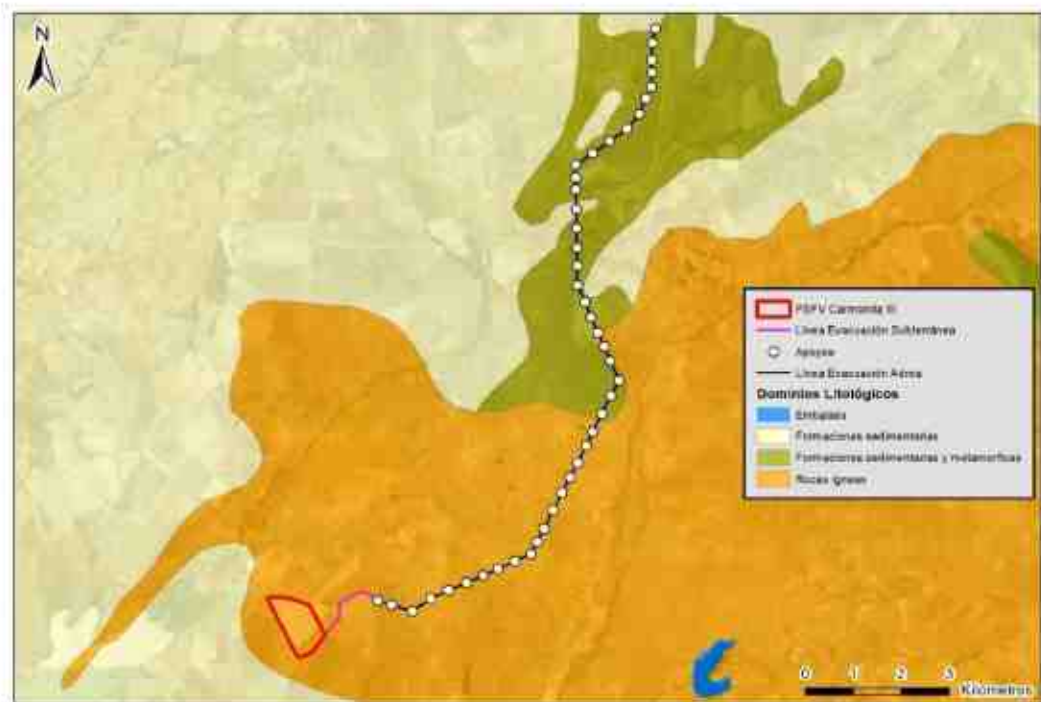 N
PSFV Carmonita III
Línea Evacuación Subterránea
Apoyos
Línea Evacuación Aérea
Dominios Litológicos
Embalses
Formaciones sedimentarias
Formaciones sedimentarias y metamórficas
Rocas ígneas
0 1 2 3
Kilómetros